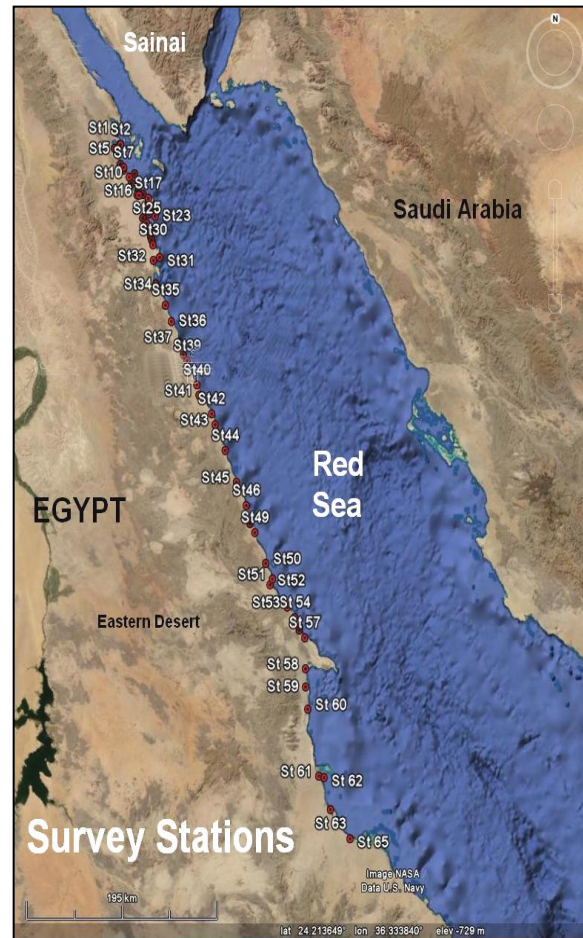 Sainai
N
St1 St2
St5
St7
St10
St17
St16
Saudi Arabia
St25
St23
St30
St32
St31
St34
St35
St36
St37
St39
St40
St41
St42
St43
St44
Red
Sea
St45
St46
EGYPT
St49
St50
St51
St52
St53
St 54
Eastern Desert
St 57
St 58
St 59
St 60
St 61
St 62
St 63
Survey Stations
St 65
Image NASA
Data U.S. Navy
195 km
lat 24 213649° lon 36 333840° elev -729 m